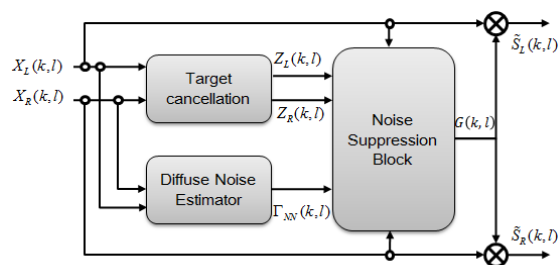 X_L(k,l)
X_R(k,l)
Target
cancellation
Z_L(k,l)
Z_R(k,l)
Diffuse Noise
Estimator
Γ_NN(k,l)
Noise
Suppression
Block
G(k,l)
S̃_L(k,l)
S̃_R(k,l)